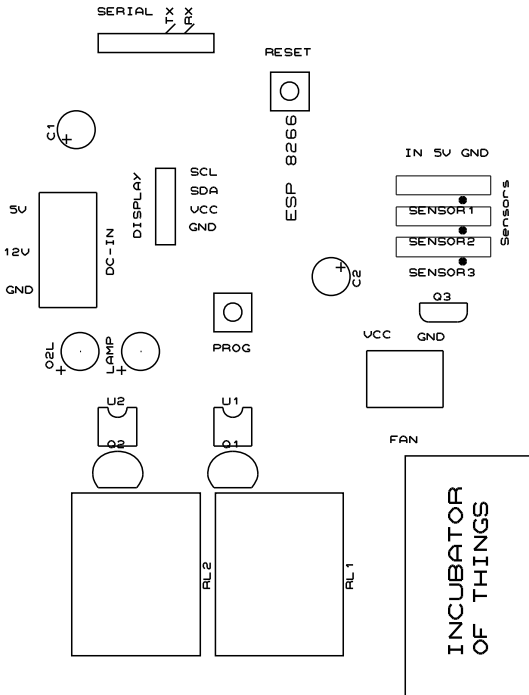 SERIAL TX RX
RESET
C1
ESP 8266
IN 5V GND
DISPLAY
SCL
SDA
VCC
GND
Sensors
SENSOR1
SENSOR2
SENSOR3
5V
12V
GND
DC-IN
C2
Q3
PROG
VCC
GND
O2L
LAMP
U2
U1
Q2
Q1
FAN
RL2
RL1
INCUBATOR
OF THINGS